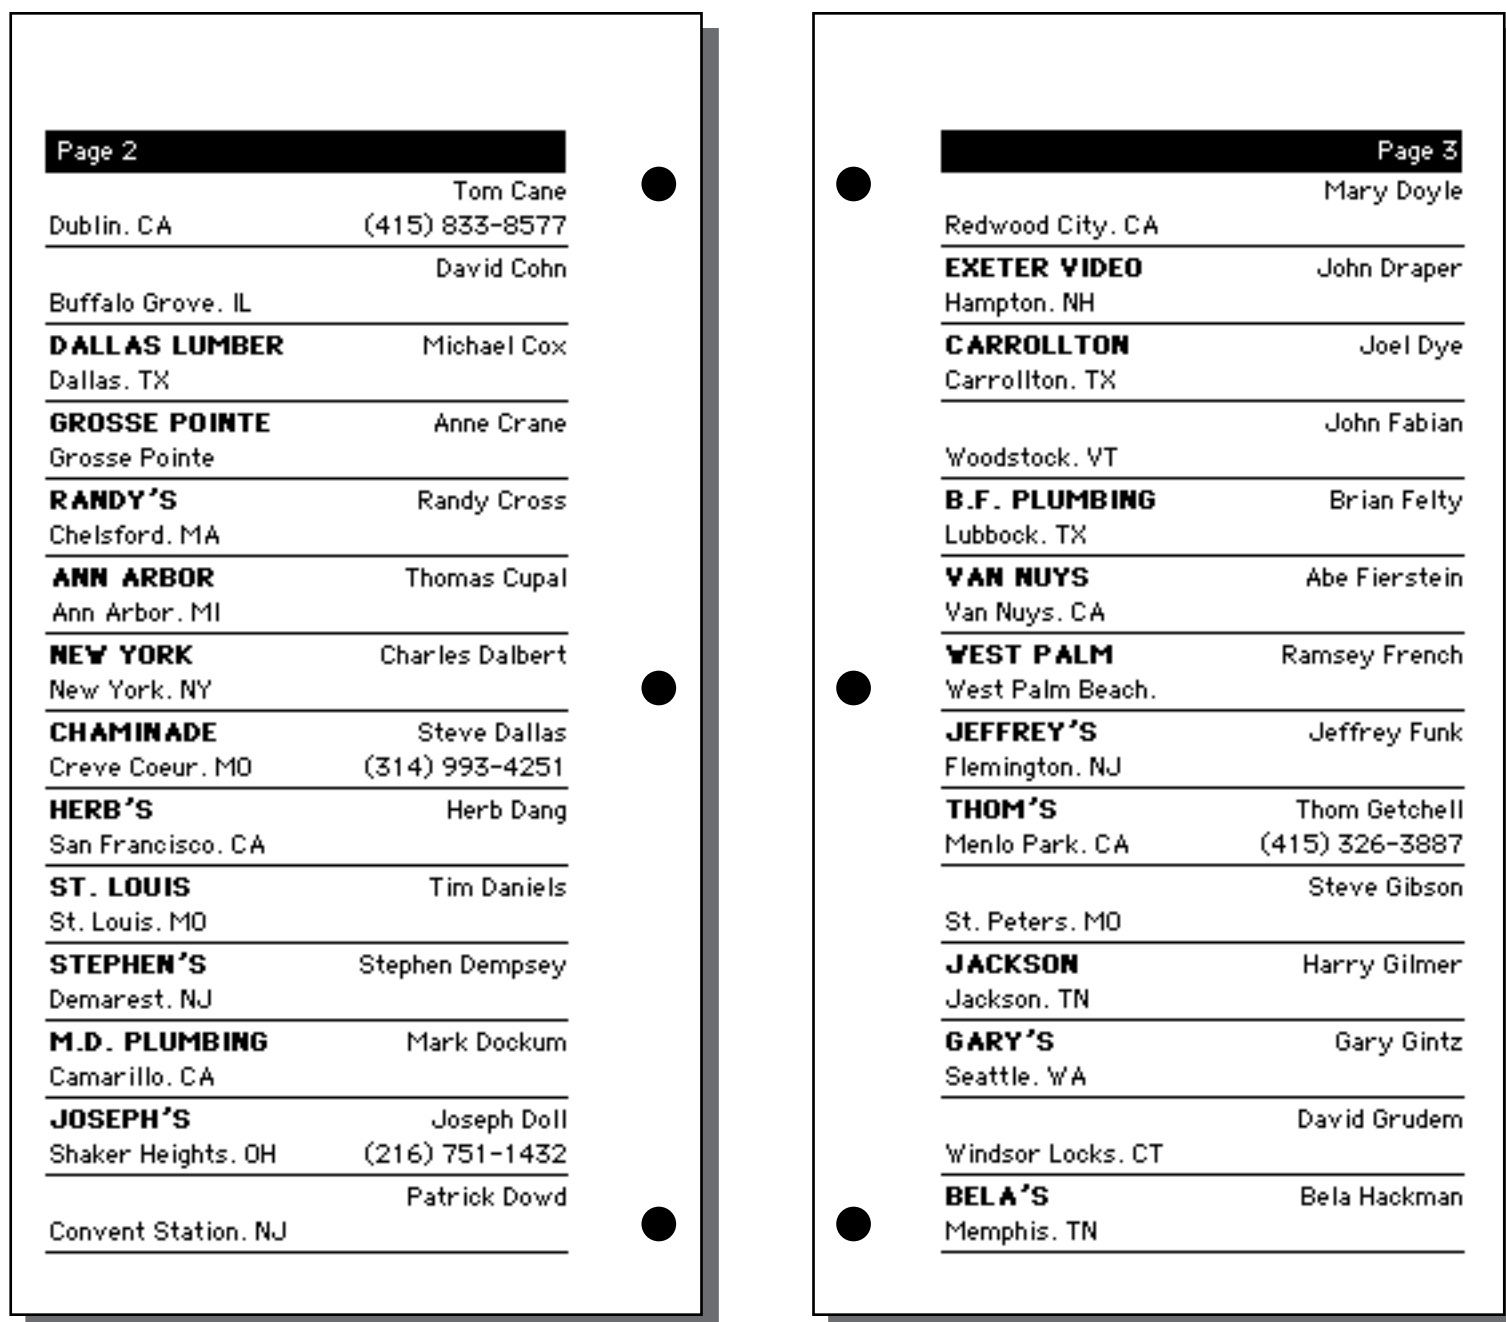 Page 2
Tom Cane
Dublin, CA (415) 833-8577
David Cohn
Buffalo Grove, IL
DALLAS LUMBER Michael Cox
Dallas, TX
GROSSE POINTE Anne Crane
Grosse Pointe
RANDY'S Randy Cross
Chelsford, MA
ANN ARBOR Thomas Cupal
Ann Arbor, MI
NEW YORK Charles Dalbert
New York, NY
CHAMINADE Steve Dallas
Creve Coeur, MO (314) 993-4251
HERB'S Herb Dang
San Francisco, CA
ST. LOUIS Tim Daniels
St. Louis, MO
STEPHEN'S Stephen Dempsey
Demarest, NJ
M.D. PLUMBING Mark Dockum
Camarillo, CA
JOSEPH'S Joseph Doll
Shaker Heights, OH (216) 751-1432
Patrick Dowd
Convent Station, NJ
Page 3
Mary Doyle
Redwood City, CA
EXETER VIDEO John Draper
Hampton, NH
CARROLLTON Joel Dye
Carrollton, TX
John Fabian
Woodstock, VT
B.F. PLUMBING Brian Felty
Lubbock, TX
VAN NUYS Abe Fierstein
Van Nuys, CA
WEST PALM Ramsey French
West Palm Beach,
JEFFREY'S Jeffrey Funk
Flemington, NJ
THOM'S Thom Getchell
Menlo Park, CA (415) 326-3887
Steve Gibson
St. Peters, MO
JACKSON Harry Gilmer
Jackson, TN
GARY'S Gary Gintz
Seattle, WA
David Grudem
Windsor Locks, CT
BELA'S Bela Hackman
Memphis, TN